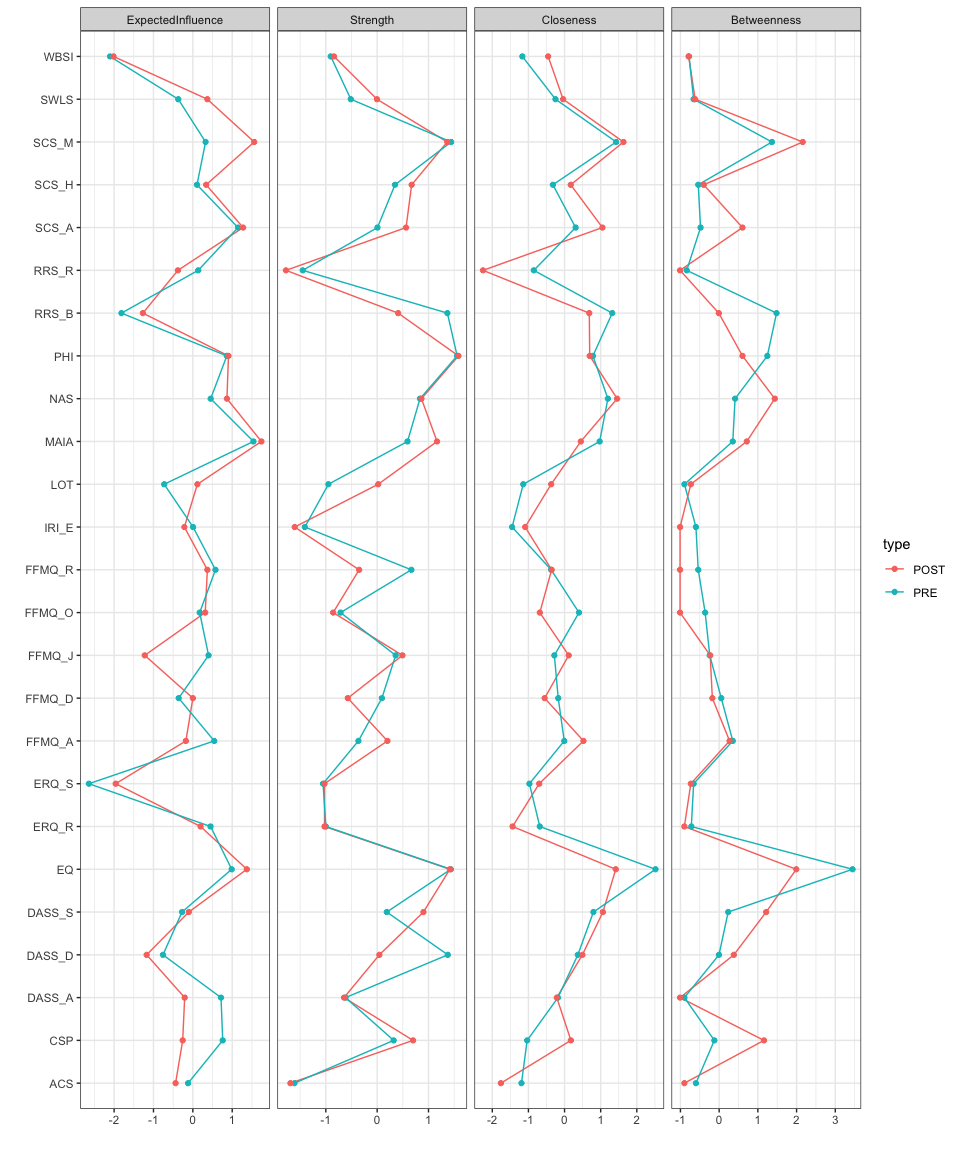 ExpectedInfluence Strength Closeness Betweenness
WBSI
SWLS
SCS_M
SCS_H
SCS_A
RRS_R
RRS_B
PHI
NAS
MAIA
LOT
IRI_E
FFMQ_R
FFMQ_O
FFMQ_J
FFMQ_D
FFMQ_A
ERQ_S
ERQ_R
EQ
DASS_S
DASS_D
DASS_A
CSP
ACS
-2 -1 0 1 -1 0 1 -2 -1 0 1 2 -1 0 1 2 3
type
POST
PRE